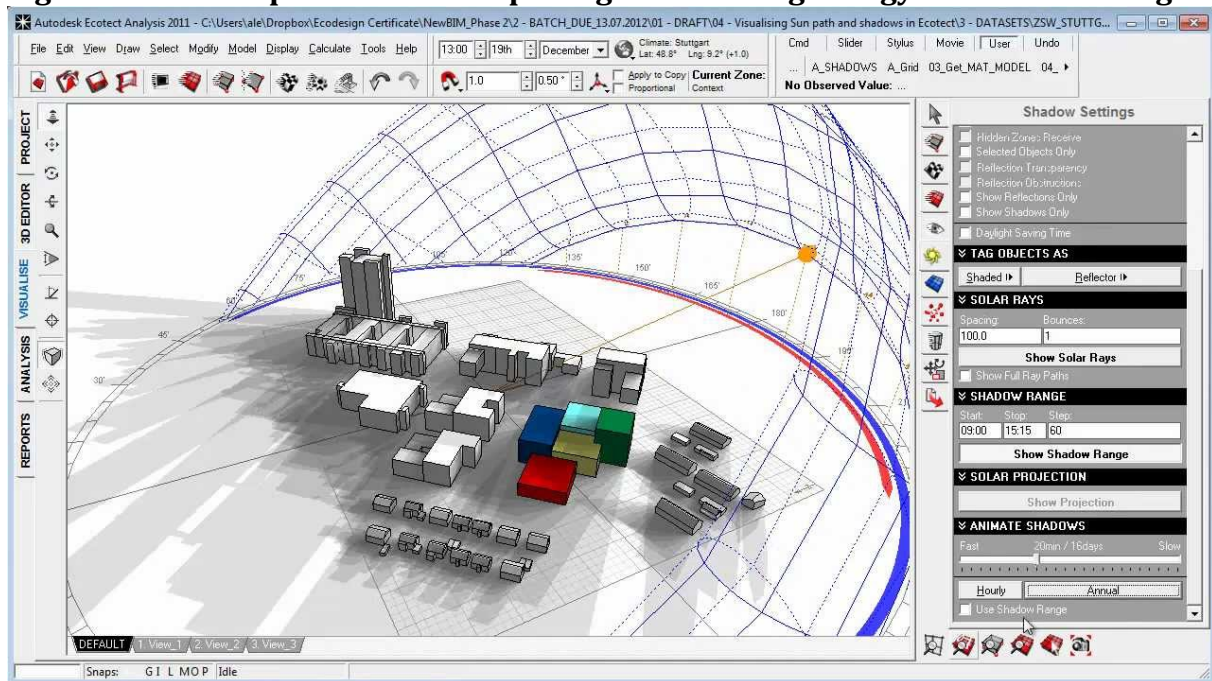 Autodesk Ecotect Analysis 2011 - C:\Users\ale\Dropbox\Ecodesign Certificate\NewBIM_Phase 2\2 - BATCH_DUE_13.07.2012\01 - DRAFT\04 - Visualising Sun path and shadows in Ecotect\3 - DATASETS\ZSW_STUTTG...
File Edit View Draw Select Modify Model Display Calculate Tools Help
13:00 19th December
Climate: Stuttgart
Lat: 48.8° Lng: 9.2° (+1.0)
Cmd Slider Stylus Movie User Undo
... A_SHADOWS A_Grid 03_Get_MAT_MODEL 04_
1.0 0.50 °
Apply to Copy
Proportional
Current Zone:
Context
No Observed Value: ...
PROJECT
3D EDITOR
VISUALISE
ANALYSIS
REPORTS
30°
45°
60°
75°
135°
150°
165°
180°
195°
Shadow Settings
Hidden Zones Receive
Selected Objects Only
Reflection Transparency
Reflection Obstructions
Show Reflections Only
Show Shadows Only
Daylight Saving Time
TAG OBJECTS AS
Shaded Reflector
SOLAR RAYS
Spacing: Bounces:
100.0 1
Show Solar Rays
Show Full Ray Paths
SHADOW RANGE
Start: Stop: Step:
09:00 15:15 60
Show Shadow Range
SOLAR PROJECTION
Show Projection
ANIMATE SHADOWS
Fast 20min / 16days Slow
Hourly Annual
Use Shadow Range
DEFAULT 1. View_1 2. View_2 3. View_3
Snaps: G I L M O P Idle